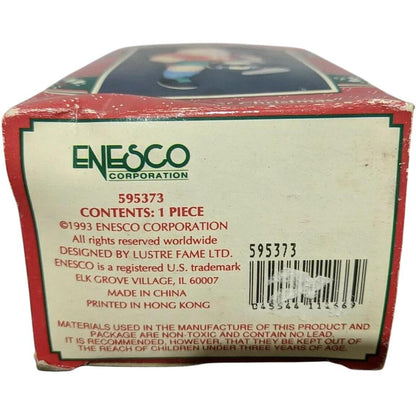 Christmas
ENESCO
CORPORATION
595373
CONTENTS: 1 PIECE
©1993 ENESCO CORPORATION
All rights reserved worldwide
DESIGNED BY LUSTRE FAME LTD.
ENESCO is a registered U.S. trademark
ELK GROVE VILLAGE, IL 60007
MADE IN CHINA
PRINTED IN HONG KONG
595373
MATERIALS USED IN THE MANUFACTURE OF THIS PRODUCT AND
PACKAGE ARE NON-TOXIC AND CONTAIN NO LEAD.
IT IS RECOMMENDED, HOWEVER, THAT THEY BE KEPT OUT OF
THE REACH OF CHILDREN UNDER THREE YEARS OF AGE.